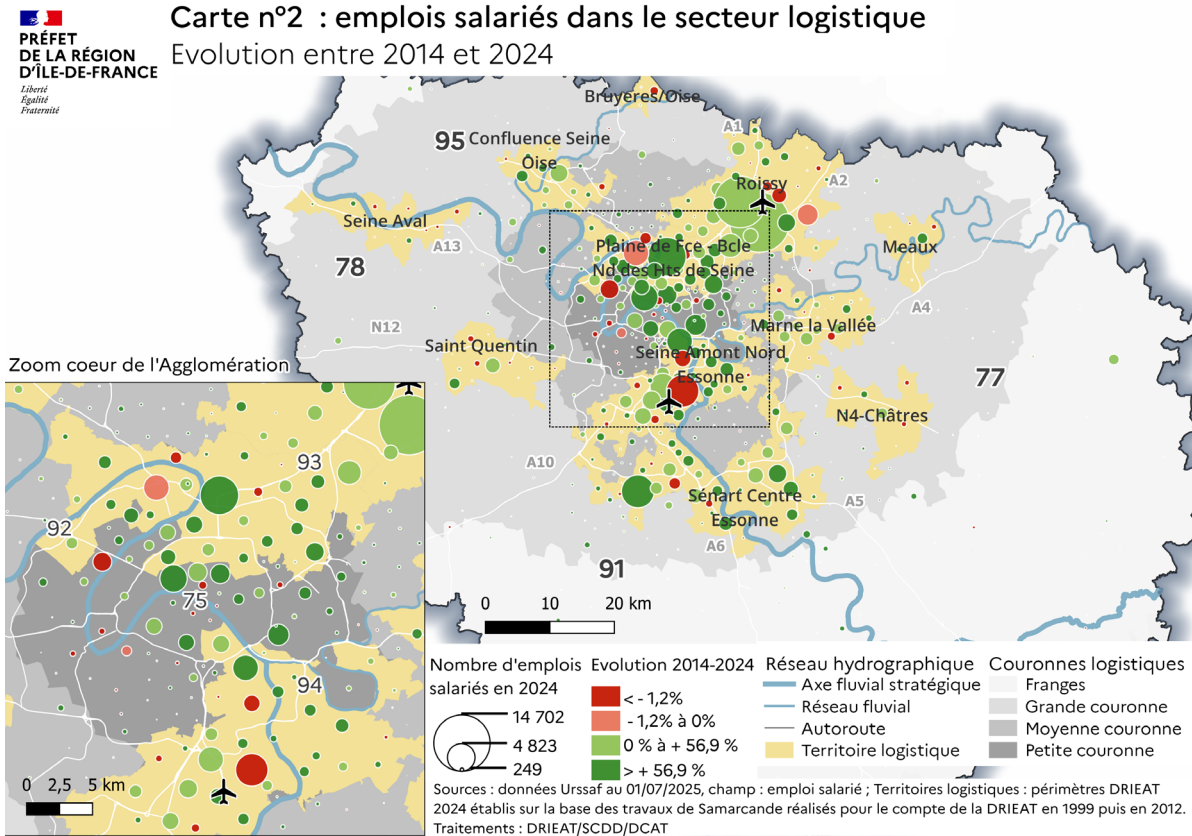 PRÉFET
DE LA RÉGION
D'ÎLE-DE-FRANCE
Liberté
Égalité
Fraternité
Carte n°2 : emplois salariés dans le secteur logistique
Evolution entre 2014 et 2024
Bruyères/Oise
A1
95
Confluence Seine
Oise
Roissy
A2
Seine Aval
A13
Plaine de Fce - Bcle
Nd des Hts de Seine
Meaux
78
A4
N12
Marne la Vallée
Saint Quentin
Seine Amont Nord
Essonne
77
N4-Châtres
A10
Sénart Centre
Essonne
A5
A6
91
0 10 20 km
Zoom coeur de l'Agglomération
93
92
75
94
0 2,5 5 km
Nombre d'emplois
salariés en 2024
14 702
4 823
249
Evolution 2014-2024
< - 1,2%
- 1,2% à 0%
0 % à + 56,9 %
> + 56,9 %
Réseau hydrographique
Axe fluvial stratégique
Réseau fluvial
Autoroute
Territoire logistique
Couronnes logistiques
Franges
Grande couronne
Moyenne couronne
Petite couronne
Sources : données Urssaf au 01/07/2025, champ : emploi salarié ; Territoires logistiques : périmètres DRIEAT
2024 établis sur la base des travaux de Samarcande réalisés pour le compte de la DRIEAT en 1999 puis en 2012.
Traitements : DRIEAT/SCDD/DCAT